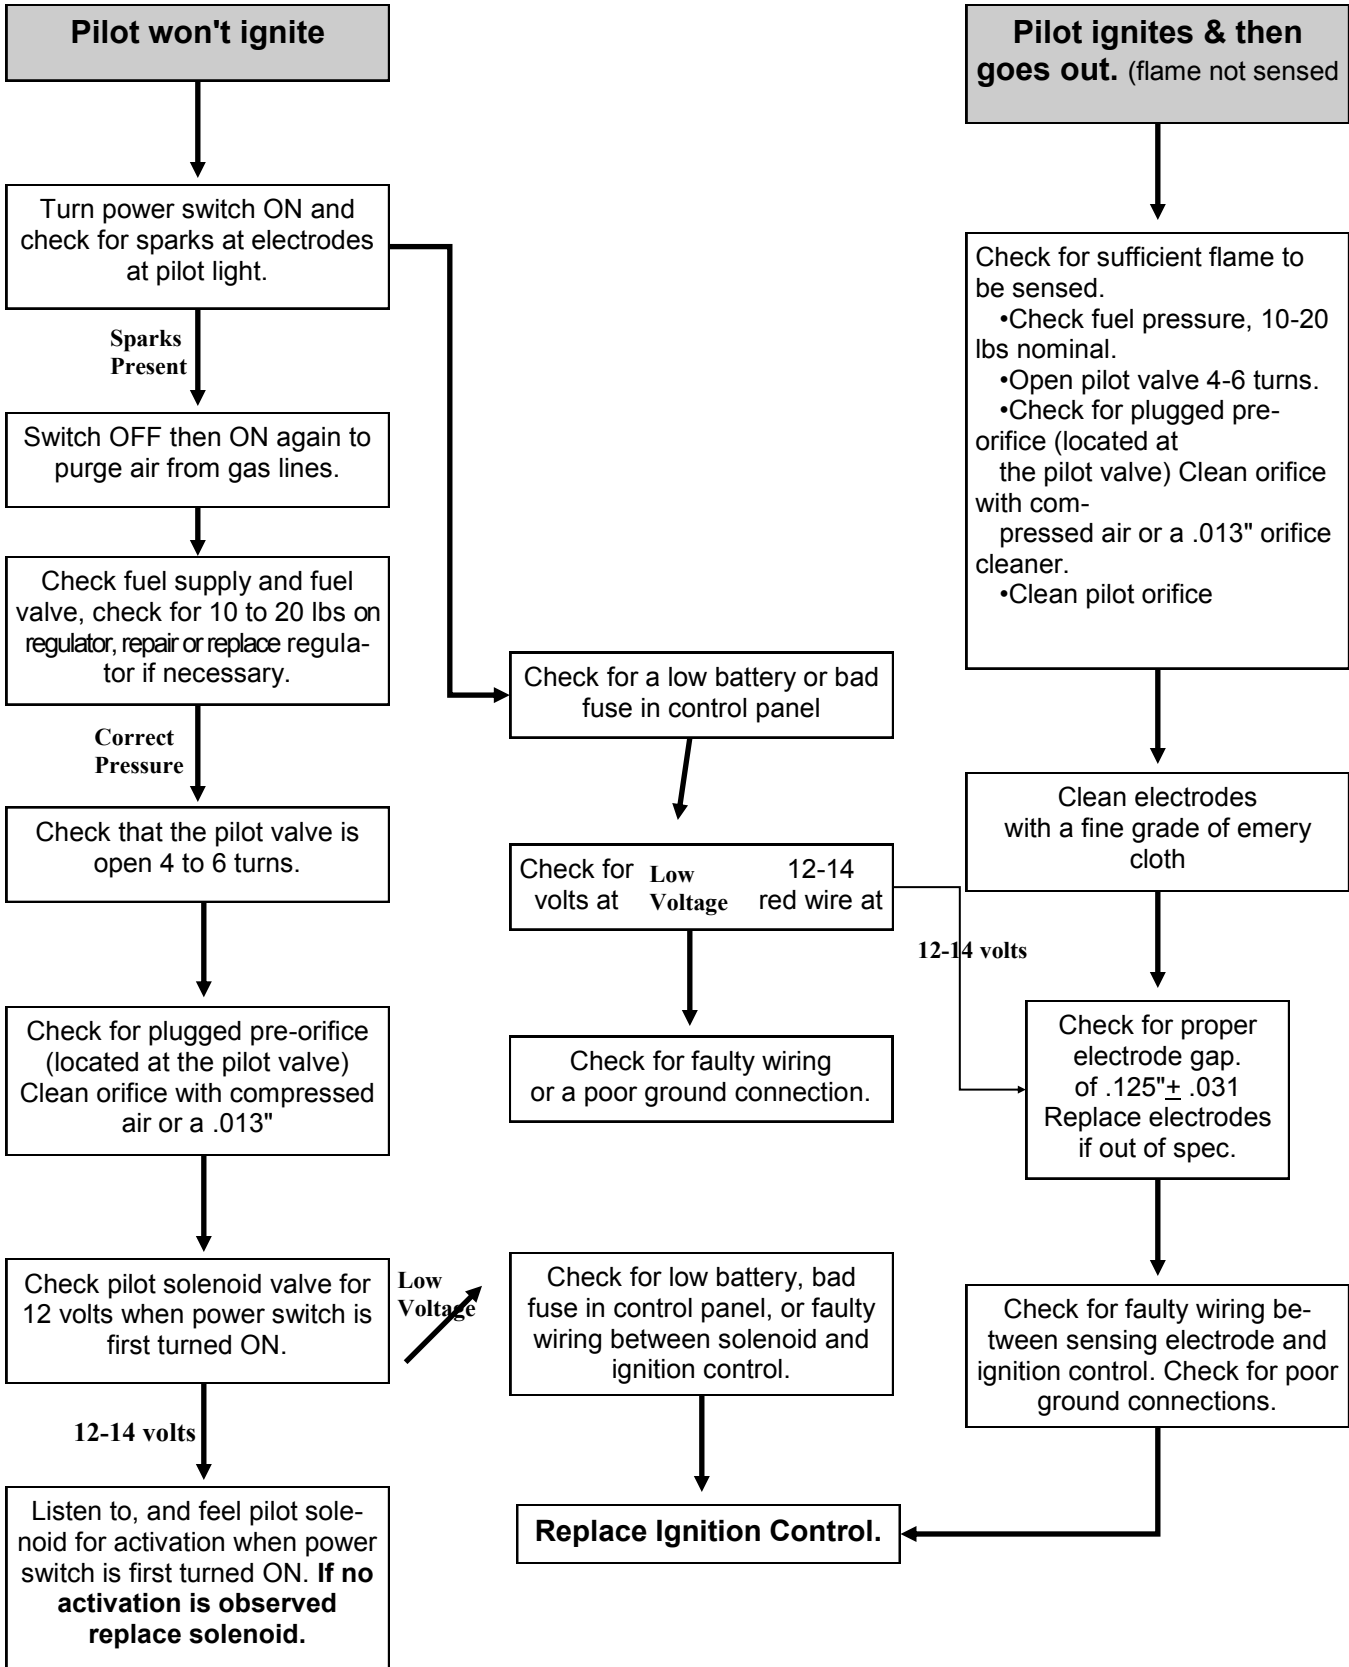 Pilot won't ignite
Turn power switch ON and
check for sparks at electrodes
at pilot light.
Sparks
Present
Switch OFF then ON again to
purge air from gas lines.
Check fuel supply and fuel
valve, check for 10 to 20 lbs on
regulator, repair or replace regula-
tor if necessary.
Correct
Pressure
Check that the pilot valve is
open 4 to 6 turns.
Check for plugged pre-orifice
(located at the pilot valve)
Clean orifice with compressed
air or a .013"
Check pilot solenoid valve for
12 volts when power switch is
first turned ON.
12-14 volts
Listen to, and feel pilot sole-
noid for activation when power
switch is first turned ON. If no
activation is observed
replace solenoid.
Check for a low battery or bad
fuse in control panel
Check for 12-14
volts at red wire at
Low
Voltage
12-14 volts
Check for faulty wiring
or a poor ground connection.
Low
Voltage
Check for low battery, bad
fuse in control panel, or faulty
wiring between solenoid and
ignition control.
Replace Ignition Control.
Pilot ignites & then
goes out. (flame not sensed
Check for sufficient flame to
be sensed.
•Check fuel pressure, 10-20
lbs nominal.
•Open pilot valve 4-6 turns.
•Check for plugged pre-
orifice (located at
the pilot valve) Clean orifice
with com-
pressed air or a .013" orifice
cleaner.
•Clean pilot orifice
Clean electrodes
with a fine grade of emery
cloth
Check for proper
electrode gap.
of .125"± .031
Replace electrodes
if out of spec.
Check for faulty wiring be-
tween sensing electrode and
ignition control. Check for poor
ground connections.